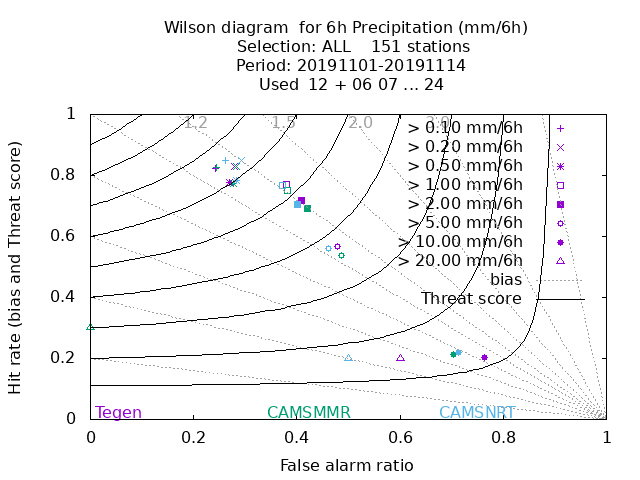 Wilson diagram  for 6h Precipitation (mm/6h)
Selection: ALL    151 stations
Period: 20191101-20191114
Used  12 + 06 07 ... 24
1.2 1.5 2.0 3.0
> 0.10 mm/6h
> 0.20 mm/6h
> 0.50 mm/6h
> 1.00 mm/6h
> 2.00 mm/6h
> 5.00 mm/6h
> 10.00 mm/6h
> 20.00 mm/6h
bias
Threat score
Hit rate (bias and Threat score)
1
0.8
0.6
0.4
0.2
0
Tegen CAMSMMR CAMSNRT
0 0.2 0.4 0.6 0.8 1
False alarm ratio